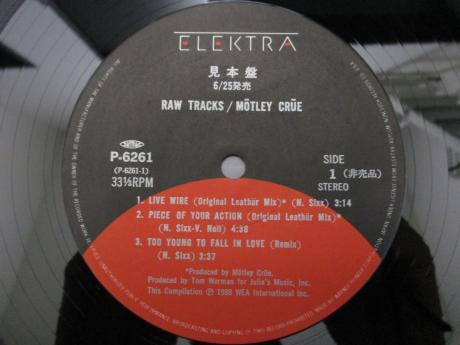 ELEKTRA
見本盤
6/25発売
RAW TRACKS / MÖTLEY CRÜE
P-6261
(P-6261-1)
33⅓RPM
SIDE
1 (非売品)
STEREO
1. LIVE WIRE (Original Leathür Mix)* (N. Sixx) 3:14
2. PIECE OF YOUR ACTION (Original Leathür Mix)*
(N. Sixx-V. Neil) 4:38
3. TOO YOUNG TO FALL IN LOVE (Remix)
(N. Sixx) 3:37
*Produced by Mötley Crüe.
Produced by Tom Werman for Julia's Music, Inc.
This Compilation Ⓟ 1988 WEA International Inc.